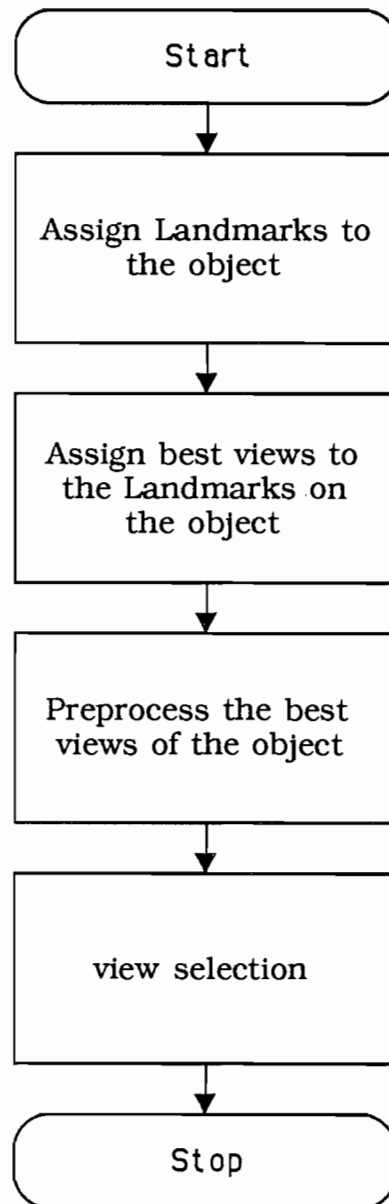 Start
Assign Landmarks to
the object
Assign best views to
the Landmarks on
the object
Preprocess the best
views of the object
view selection
Stop